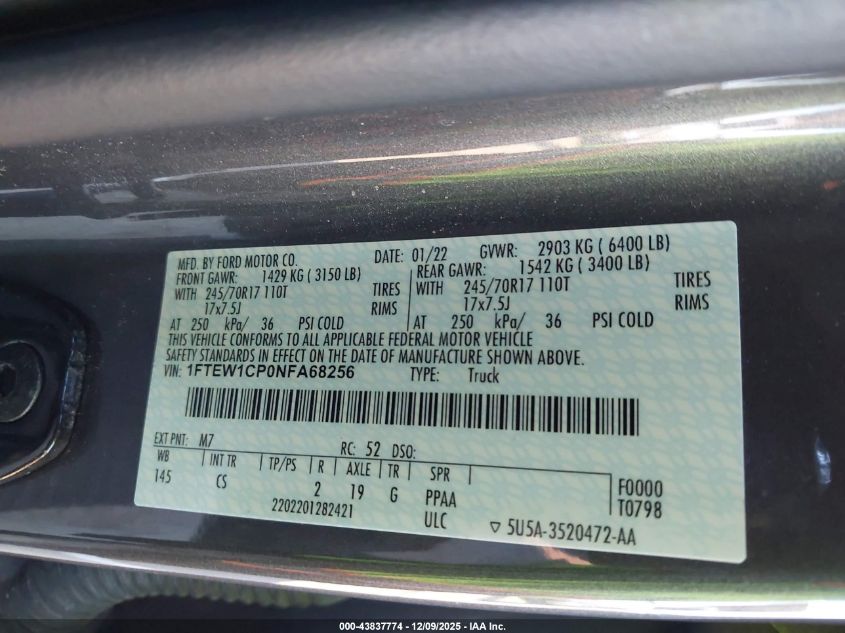 MFD. BY FORD MOTOR CO. DATE: 01/22 GVWR: 2903 KG ( 6400 LB)
FRONT GAWR: 1429 KG ( 3150 LB) REAR GAWR: 1542 KG ( 3400 LB)
WITH 245/70R17 110T TIRES WITH 245/70R17 110T TIRES
17x7.5J RIMS 17x7.5J RIMS
AT 250 kPa/ 36 PSI COLD AT 250 kPa/ 36 PSI COLD
THIS VEHICLE CONFORMS TO ALL APPLICABLE FEDERAL MOTOR VEHICLE
SAFETY STANDARDS IN EFFECT ON THE DATE OF MANUFACTURE SHOWN ABOVE.
VIN: 1FTEW1CP0NFA68256 TYPE: Truck
EXT PNT: M7 RC: 52 DSO:
WB INT TR TP/PS R AXLE TR SPR F0000
145 CS 2 19 G PPAA T0798
2202201282421 ULC ▽ 5U5A-3520472-AA
000-43837774 - 12/09/2025 - IAA Inc.